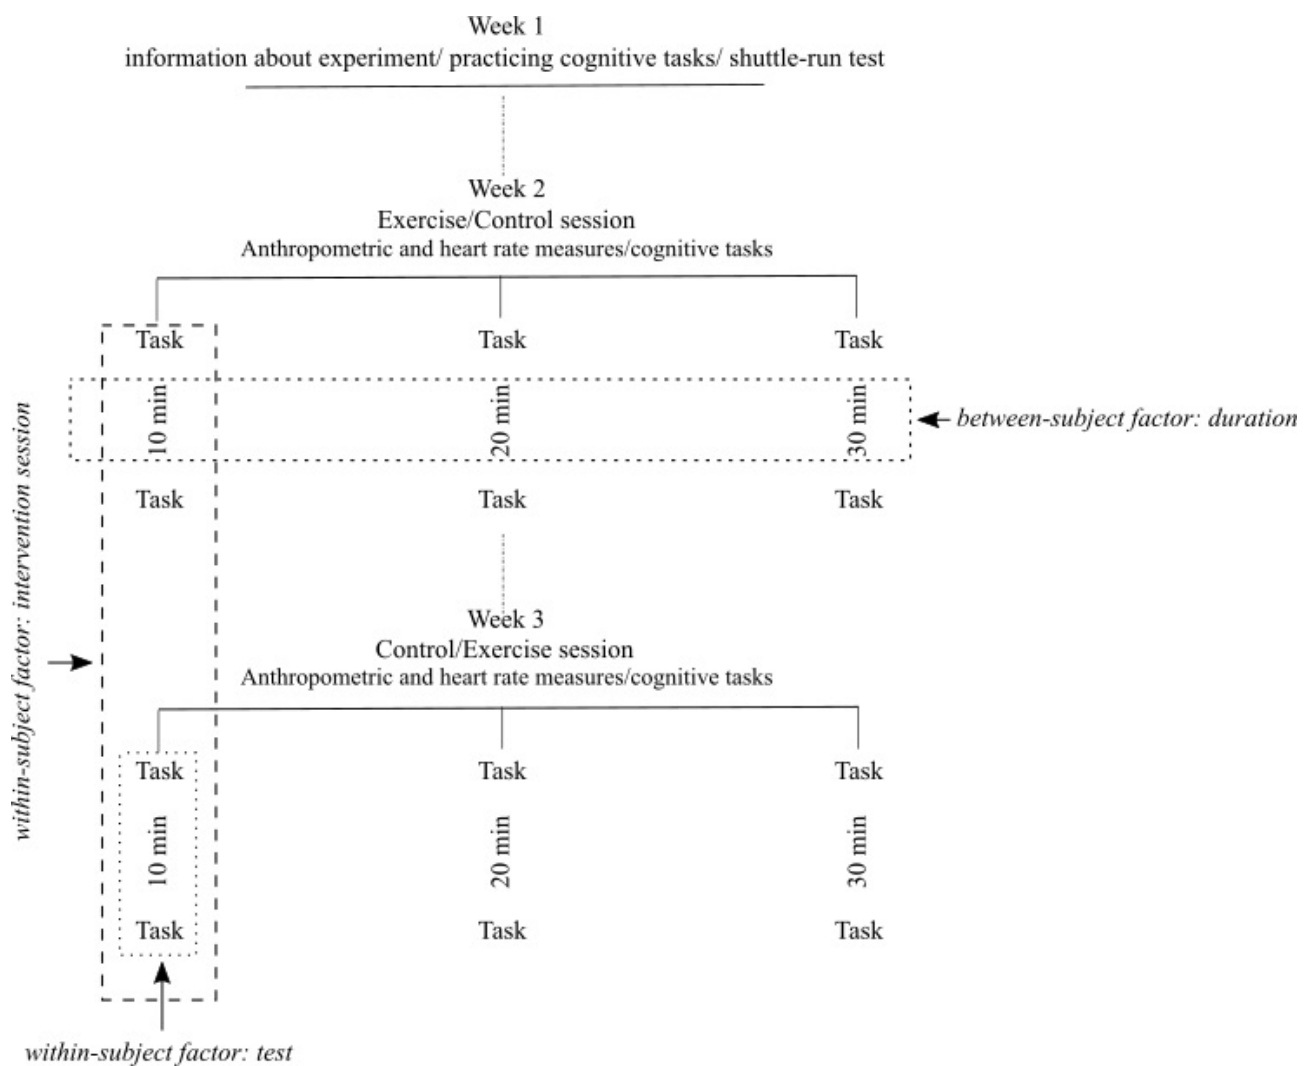 Week 1
information about experiment/ practicing cognitive tasks/ shuttle-run test
Week 2
Exercise/Control session
Anthropometric and heart rate measures/cognitive tasks
Task Task Task
10 min 20 min 30 min
between-subject factor: duration
Task Task Task
within-subject factor: intervention session
Week 3
Control/Exercise session
Anthropometric and heart rate measures/cognitive tasks
Task Task Task
10 min 20 min 30 min
Task Task Task
within-subject factor: test